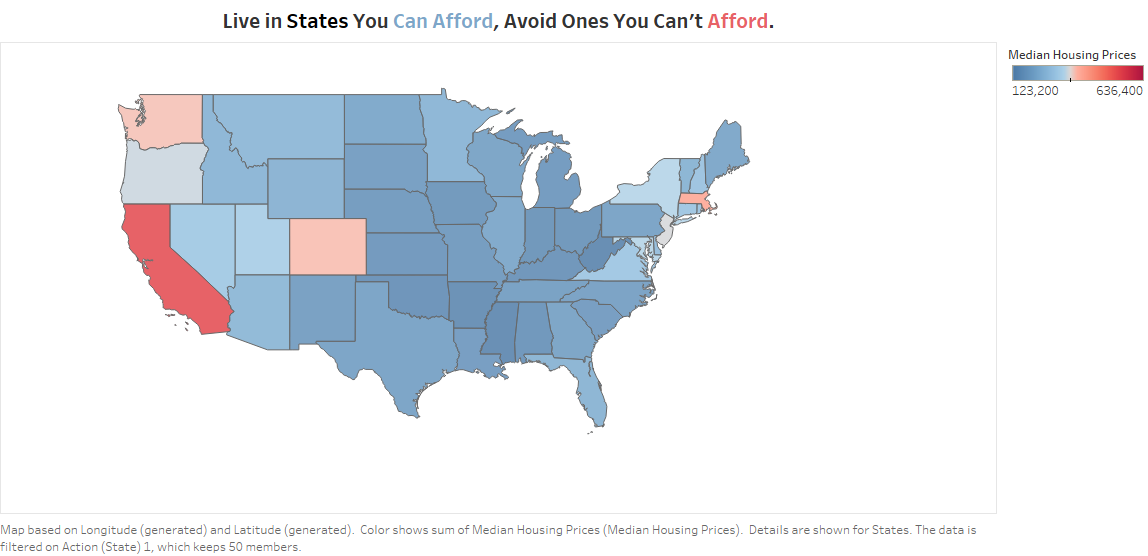 Live in States You Can Afford, Avoid Ones You Can't Afford.
Median Housing Prices
123,200 636,400
Map based on Longitude (generated) and Latitude (generated).  Color shows sum of Median Housing Prices (Median Housing Prices).  Details are shown for States. The data is
filtered on Action (State) 1, which keeps 50 members.